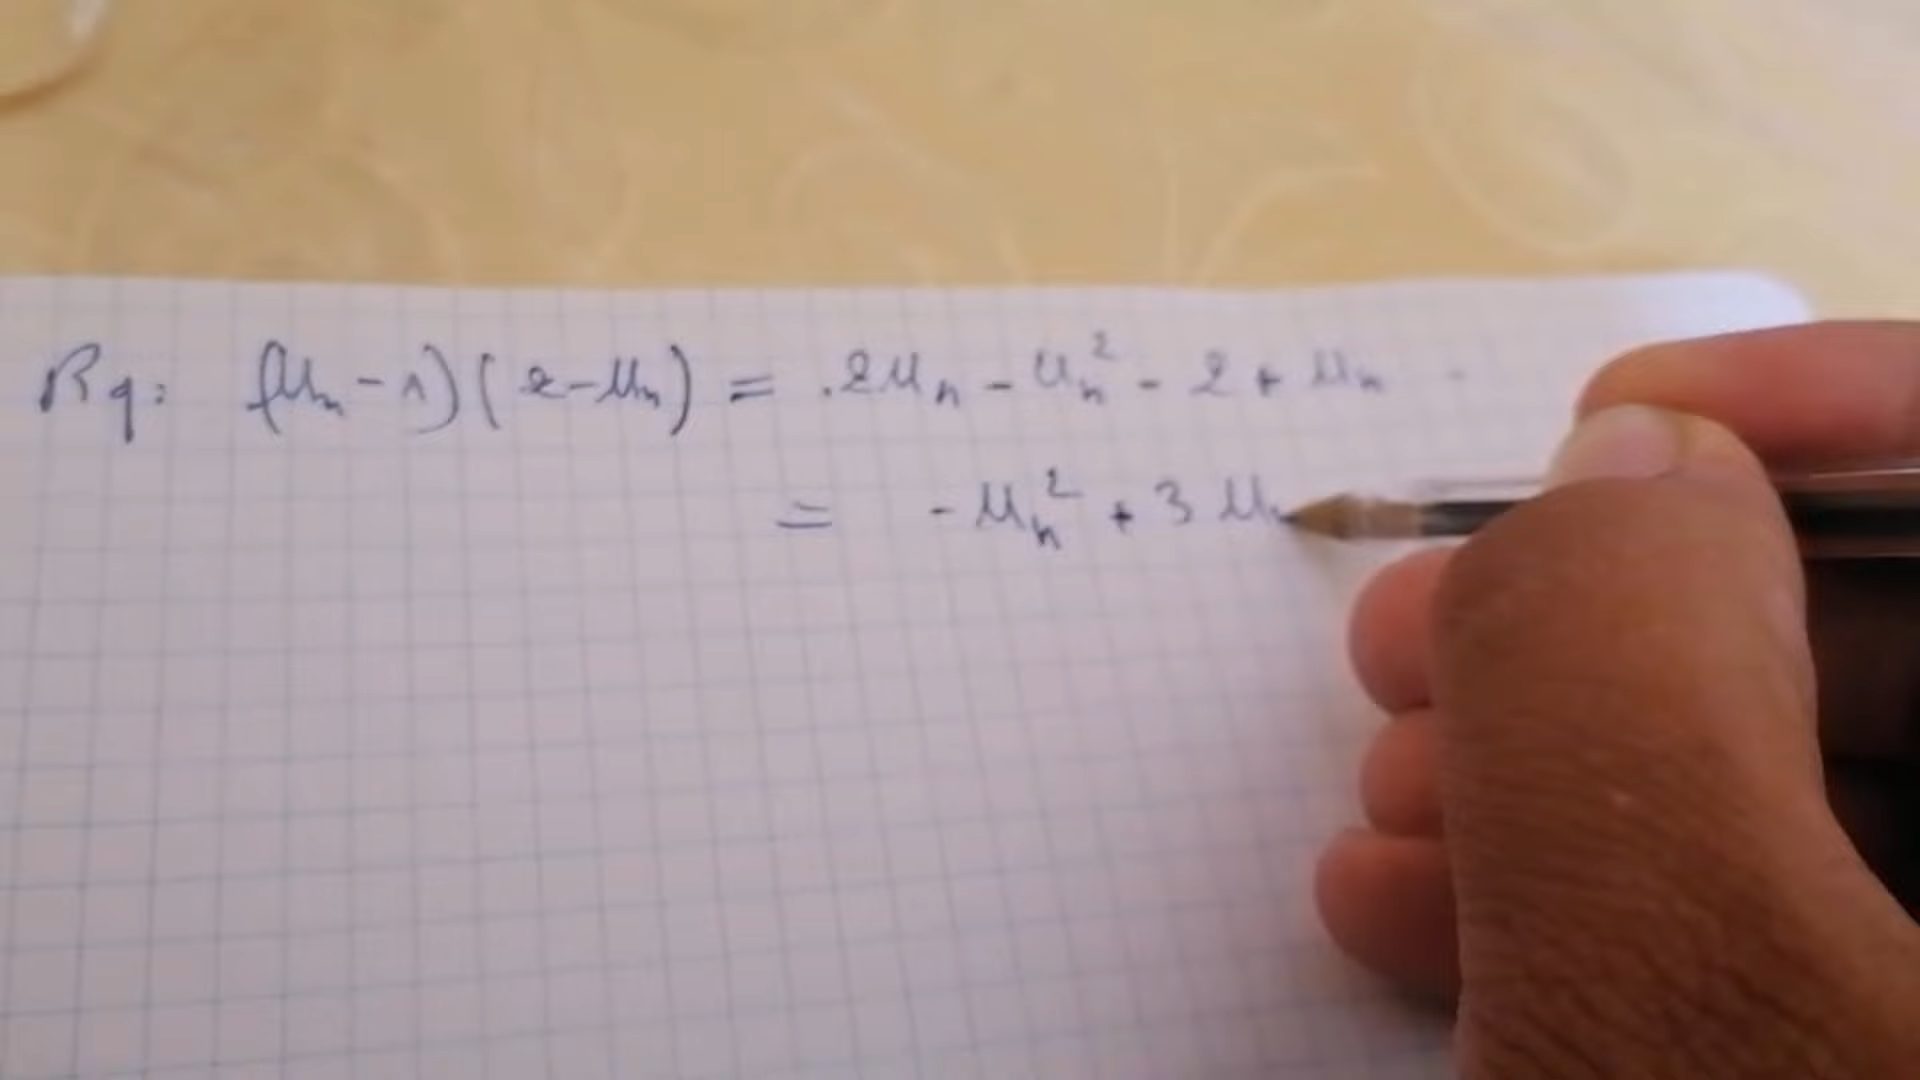 Rq: (Un - 1)(2 - Un) = 2Un - Un² - 2 + Un
= - Un² + 3 Un